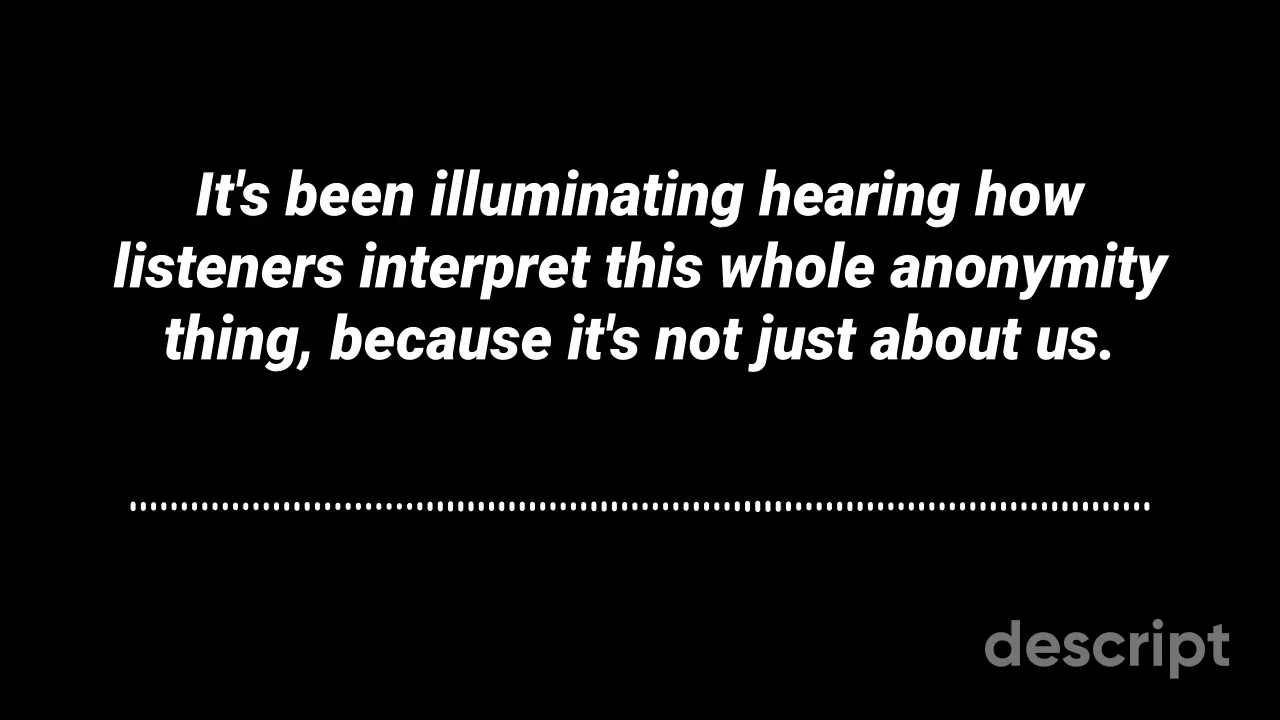 It's been illuminating hearing how
listeners interpret this whole anonymity
thing, because it's not just about us.
descript